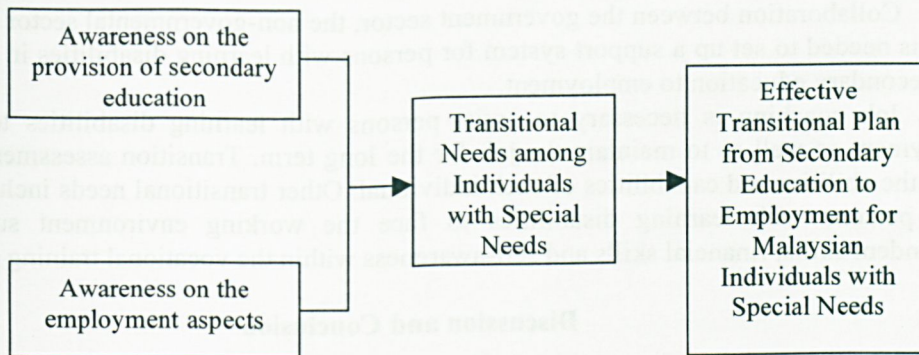 Awareness on the
provision of secondary
education
Awareness on the
employment aspects
Transitional
Needs among
Individuals
with Special
Needs
Effective
Transitional Plan
from Secondary
Education to
Employment for
Malaysian
Individuals with
Special Needs